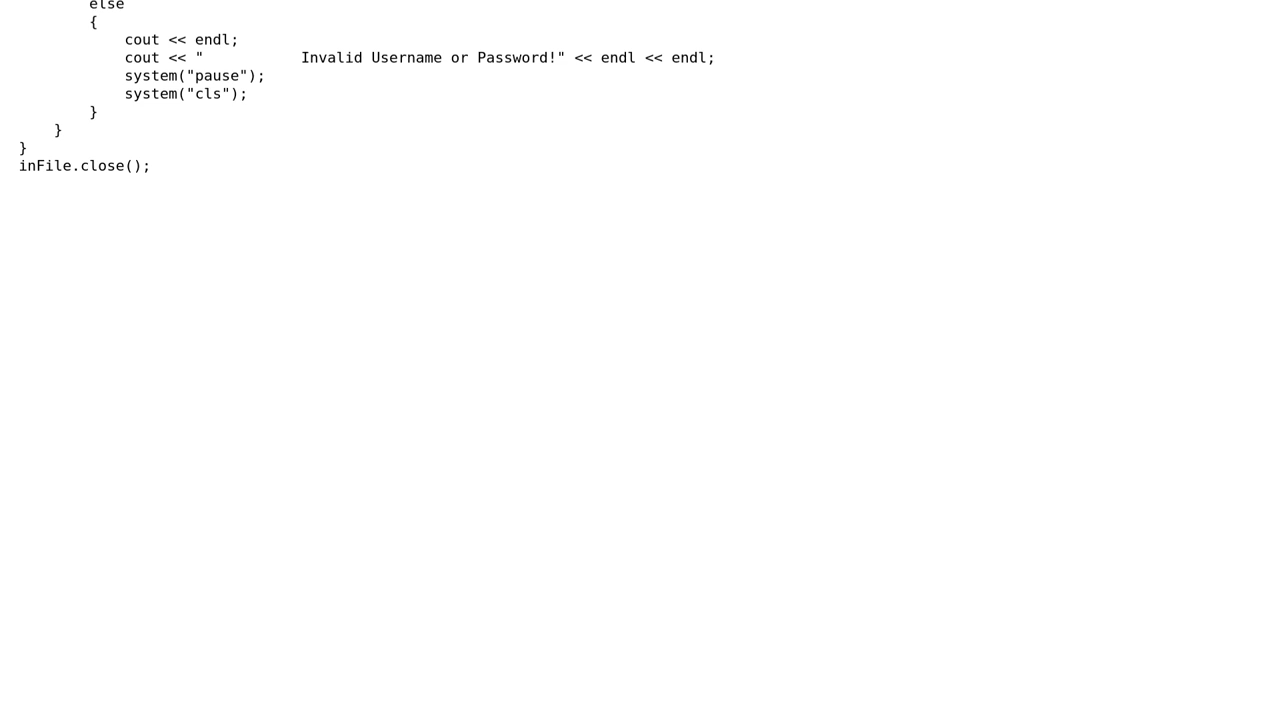 else
        {
            cout << endl;
            cout << "           Invalid Username or Password!" << endl << endl;
            system("pause");
            system("cls");
        }
    }
}
inFile.close();